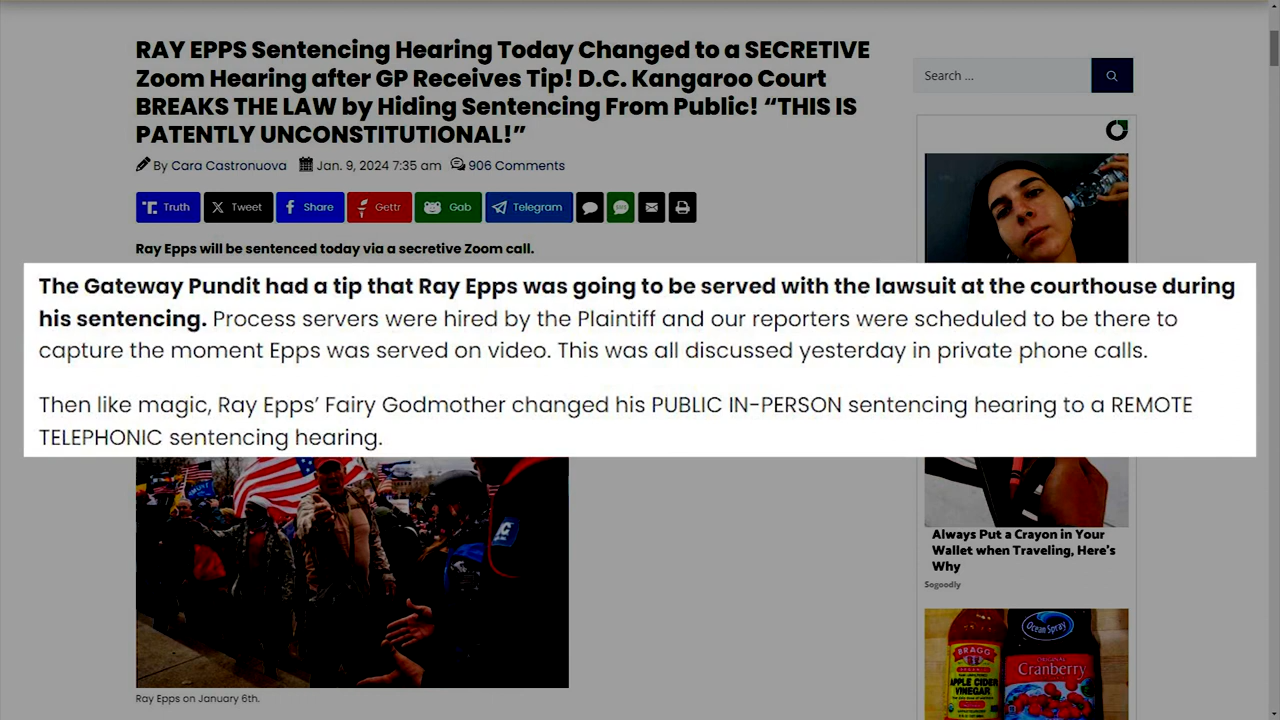 RAY EPPS Sentencing Hearing Today Changed to a SECRETIVE
Zoom Hearing after GP Receives Tip! D.C. Kangaroo Court
BREAKS THE LAW by Hiding Sentencing From Public! “THIS IS
PATENTLY UNCONSTITUTIONAL!”
By Cara Castronuova Jan. 9, 2024 7:35 am 906 Comments
Truth Tweet Share Gettr Gab Telegram
Ray Epps will be sentenced today via a secretive Zoom call.
The Gateway Pundit had a tip that Ray Epps was going to be served with the lawsuit at the courthouse during
his sentencing. Process servers were hired by the Plaintiff and our reporters were scheduled to be there to
capture the moment Epps was served on video. This was all discussed yesterday in private phone calls.
Then like magic, Ray Epps’ Fairy Godmother changed his PUBLIC IN-PERSON sentencing hearing to a REMOTE
TELEPHONIC sentencing hearing.
Ray Epps on January 6th.
Search ...
Always Put a Crayon in Your
Wallet when Traveling, Here's
Why
Sogoodly
BRAGG
APPLE CIDER
VINEGAR
Ocean Spray
Cranberry